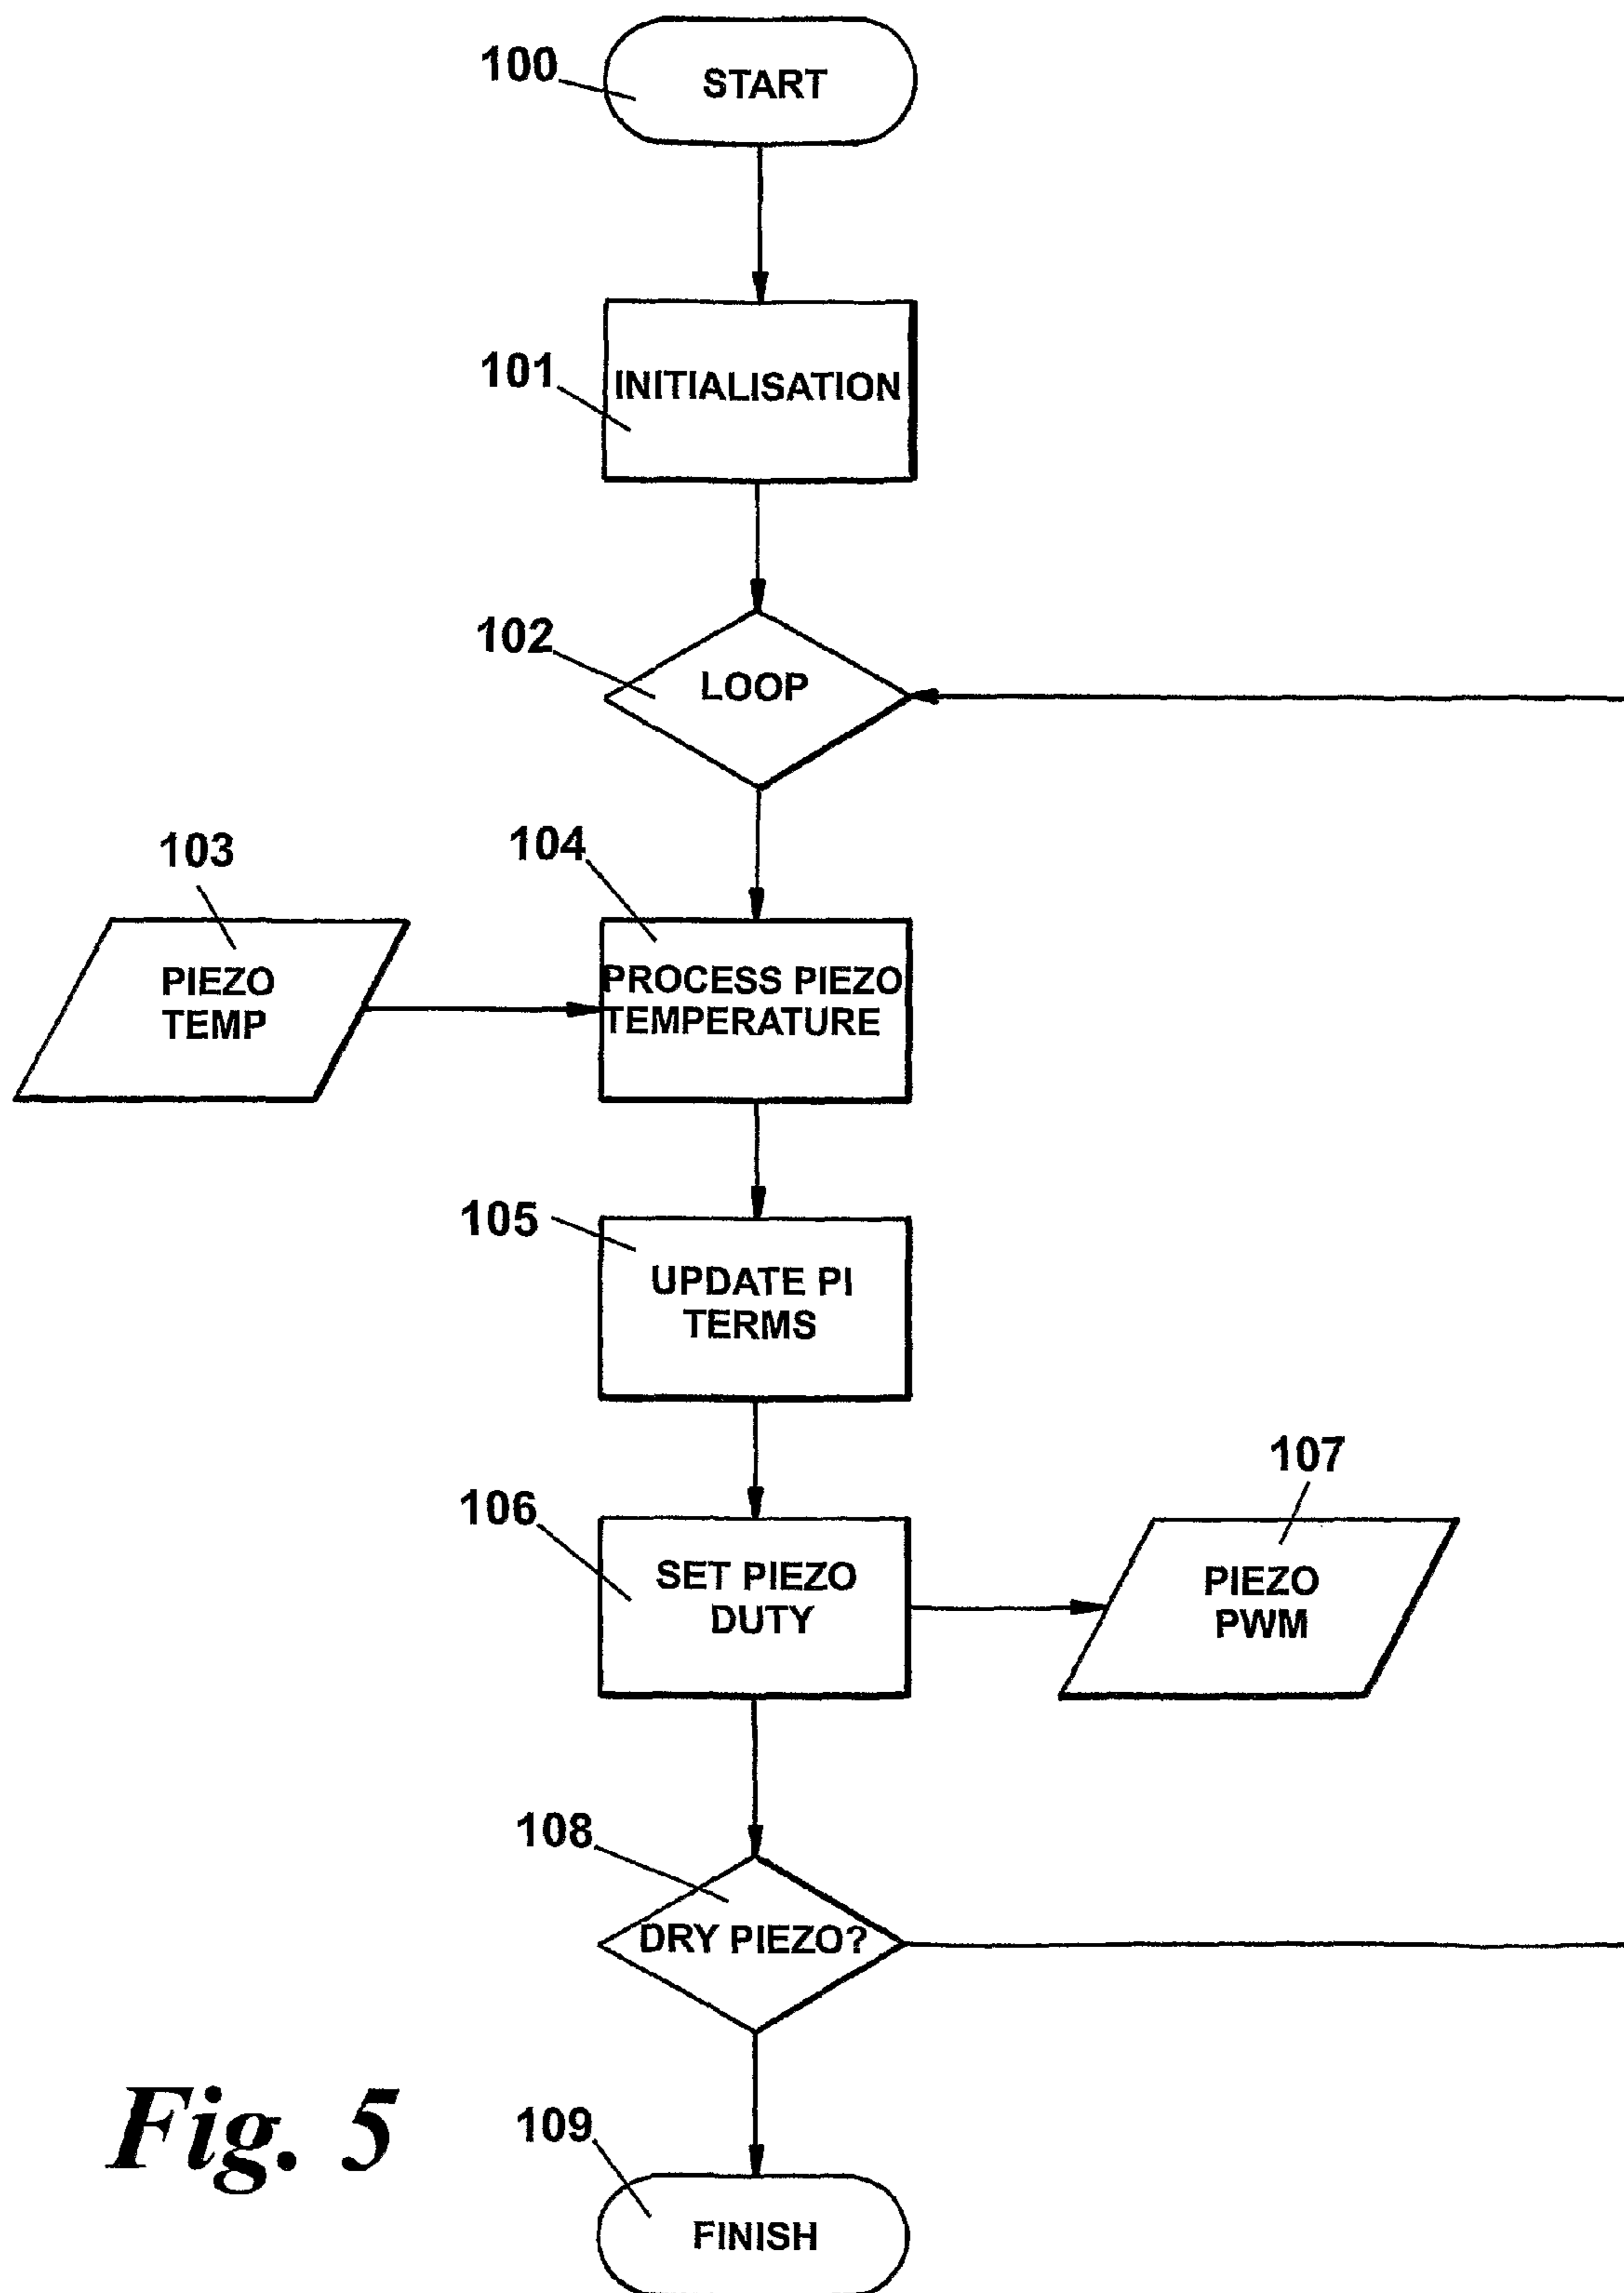 100
START
101
INITIALISATION
102
LOOP
103
PIEZO
TEMP
104
PROCESS PIEZO
TEMPERATURE
105
UPDATE PI
TERMS
106
SET PIEZO
DUTY
107
PIEZO
PWM
108
DRY PIEZO?
109
FINISH
Fig. 5